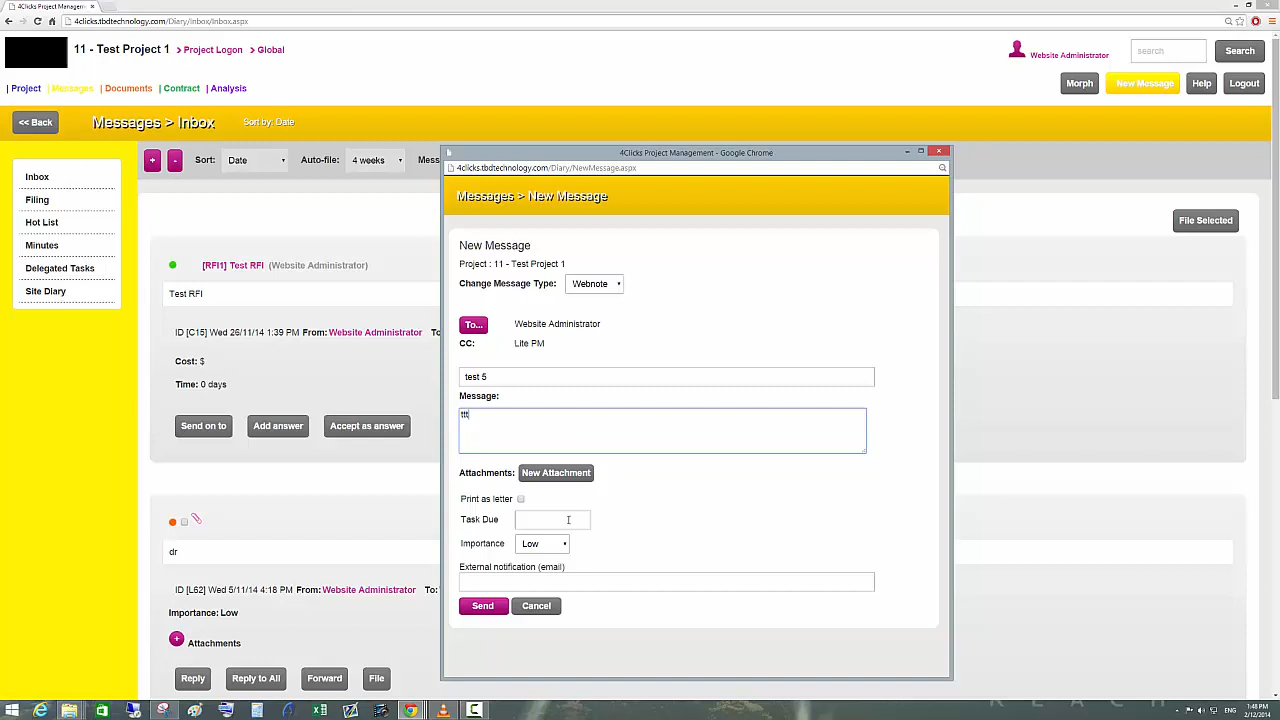 11 - Test Project 1 ×
4clicks.tbdtechnology.com/Diary/Inbox/Inbox.aspx
11 - Test Project 1 > Project Logon > Global
Website Administrator
search
Search
| Project | Messages | Documents | Contract | Analysis
Morph
New Message
Help
Logout
<< Back
Messages > Inbox
Sort by: Date
Inbox
Filing
Hot List
Minutes
Delegated Tasks
Site Diary
+ - Sort: Date Auto-file: 4 weeks Mess
File Selected
[RFI1] Test RFI (Website Administrator)
Test RFI
ID [C15] Wed 26/11/14 1:39 PM From: Website Administrator To:
Cost: $
Time: 0 days
Send on to
Add answer
Accept as answer
dr
ID [L62] Wed 5/11/14 4:18 PM From: Website Administrator To:
Importance: Low
+ Attachments
Reply
Reply to All
Forward
File
4Clicks Project Management - Google Chrome
4clicks.tbdtechnology.com/Diary/NewMessage.aspx
Messages > New Message
New Message
Project : 11 - Test Project 1
Change Message Type: Webnote
To... Website Administrator
CC: Lite PM
test 5
Message:
Attachments: New Attachment
Print as letter
Task Due
Importance Low
External notification (email)
Send
Cancel
ENG
1:48 PM
2/12/2014